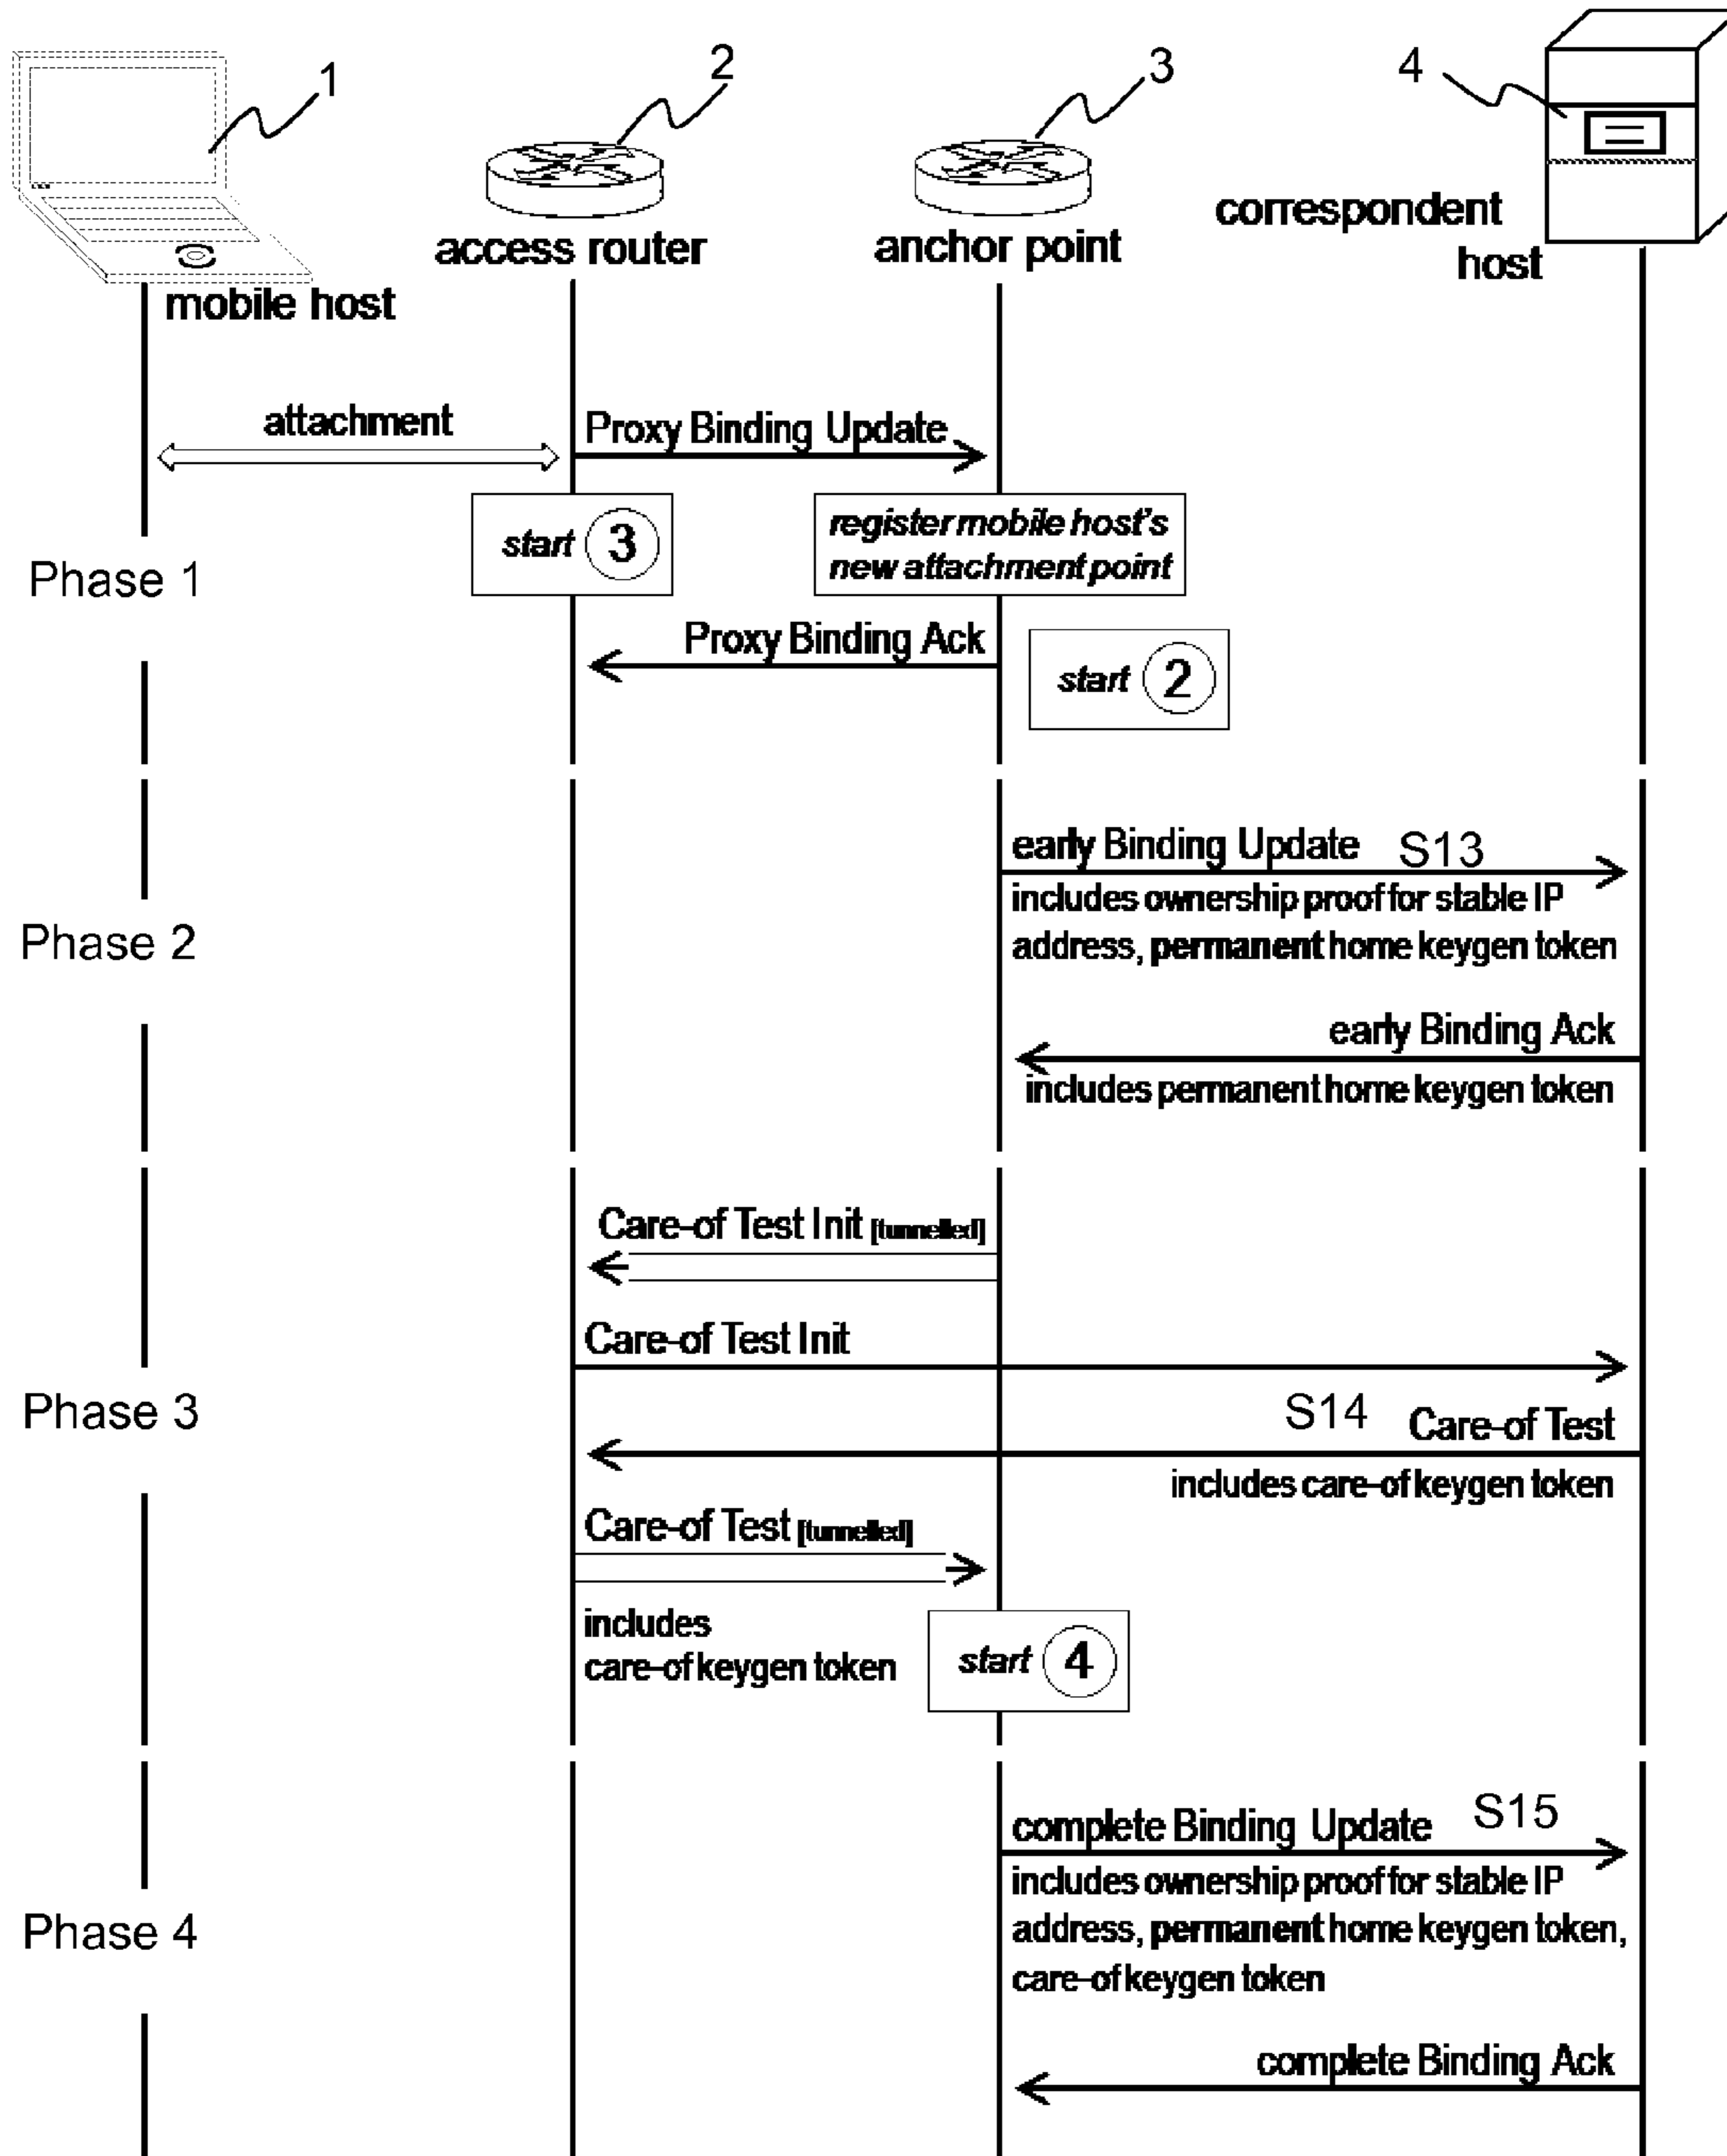 1
2
3
4
mobile host
access router
anchor point
correspondent
host
attachment
Proxy Binding Update
start 3
register mobile host's
new attachment point
Phase 1
Proxy Binding Ack
start 2
early Binding Update S13
includes ownership proof for stable IP
address, permanent home keygen token
Phase 2
early Binding Ack
includes permanent home keygen token
Care-of Test Init [tunnelled]
Care-of Test Init
Phase 3
S14 Care-of Test
includes care-of keygen token
Care-of Test [tunnelled]
includes
care-of keygen token
start 4
complete Binding Update S15
includes ownership proof for stable IP
address, permanent home keygen token,
care-of keygen token
Phase 4
complete Binding Ack